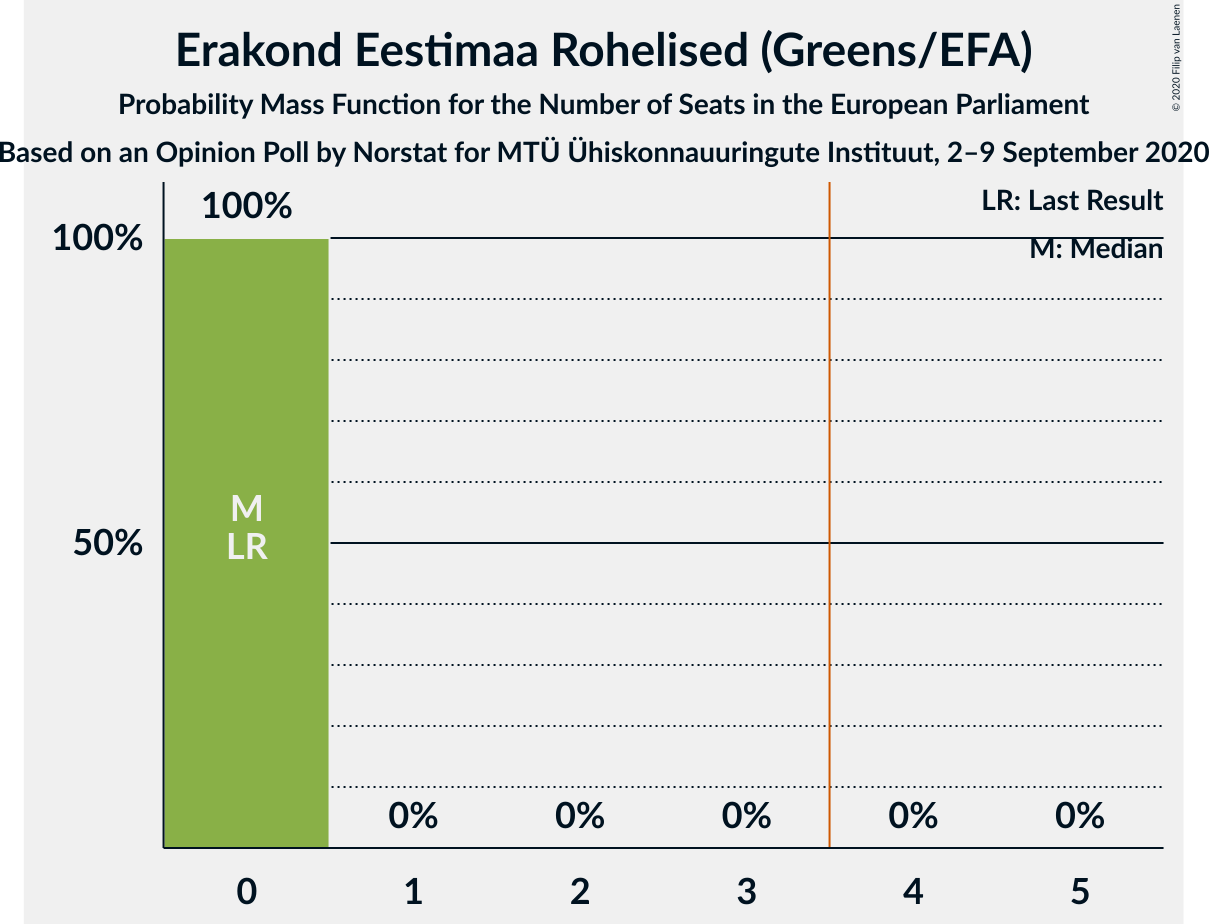 Erakond Eestimaa Rohelised (Greens/EFA)
Probability Mass Function for the Number of Seats in the European Parliament
Based on an Opinion Poll by Norstat for MTÜ Ühiskonnauuringute Instituut, 2–9 September 2020
© 2020 Filip van Laenen
LR: Last Result
M: Median
100%
100%
50%
M
LR
0% 0% 0% 0% 0%
0 1 2 3 4 5